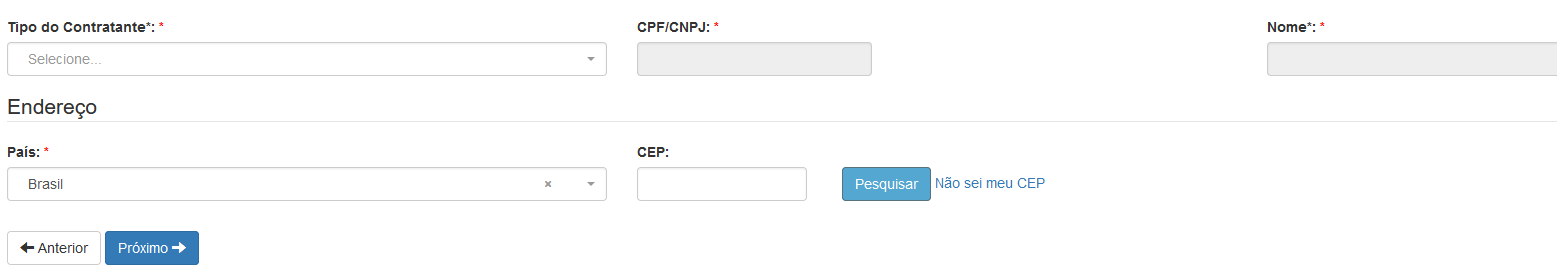 Tipo do Contratante*: * CPF/CNPJ: * Nome*: *
Selecione...
Endereço
País: * CEP:
Brasil × Pesquisar Não sei meu CEP
Anterior Próximo